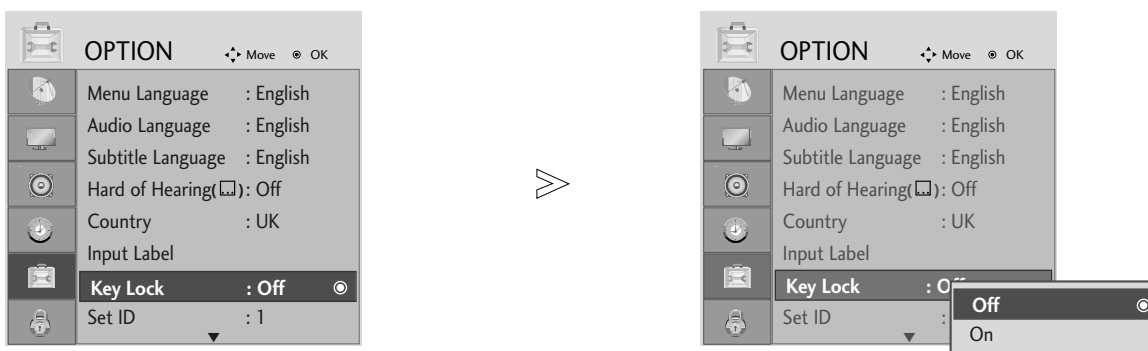 OPTION Move OK
Menu Language : English
Audio Language : English
Subtitle Language : English
Hard of Hearing( ) : Off
Country : UK
Input Label
Key Lock : Off
Set ID : 1
OPTION Move OK
Menu Language : English
Audio Language : English
Subtitle Language : English
Hard of Hearing( ) : Off
Country : UK
Input Label
Key Lock : O
Set ID :
Off
On